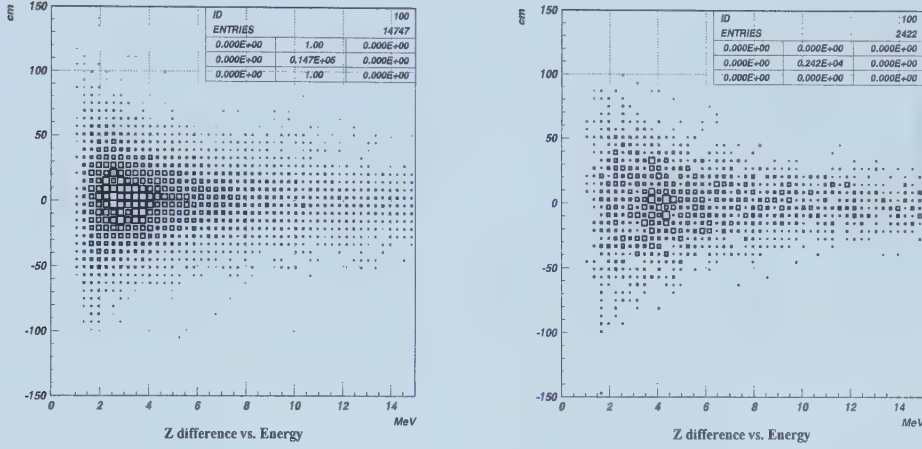 cm
150
100
50
0
-50
-100
-150
ID 100
ENTRIES 14747
0.000E+00 1.00 0.000E+00
0.000E+00 0.147E+05 0.000E+00
0.000E+00 1.00 0.000E+00
0 2 4 6 8 10 12 14
MeV
Z difference vs. Energy
cm
150
100
50
0
-50
-100
-150
ID 100
ENTRIES 2422
0.000E+00 0.000E+00 0.000E+00
0.000E+00 0.242E+04 0.000E+00
0.000E+00 0.000E+00 0.000E+00
0 2 4 6 8 10 12 14
MeV
Z difference vs. Energy